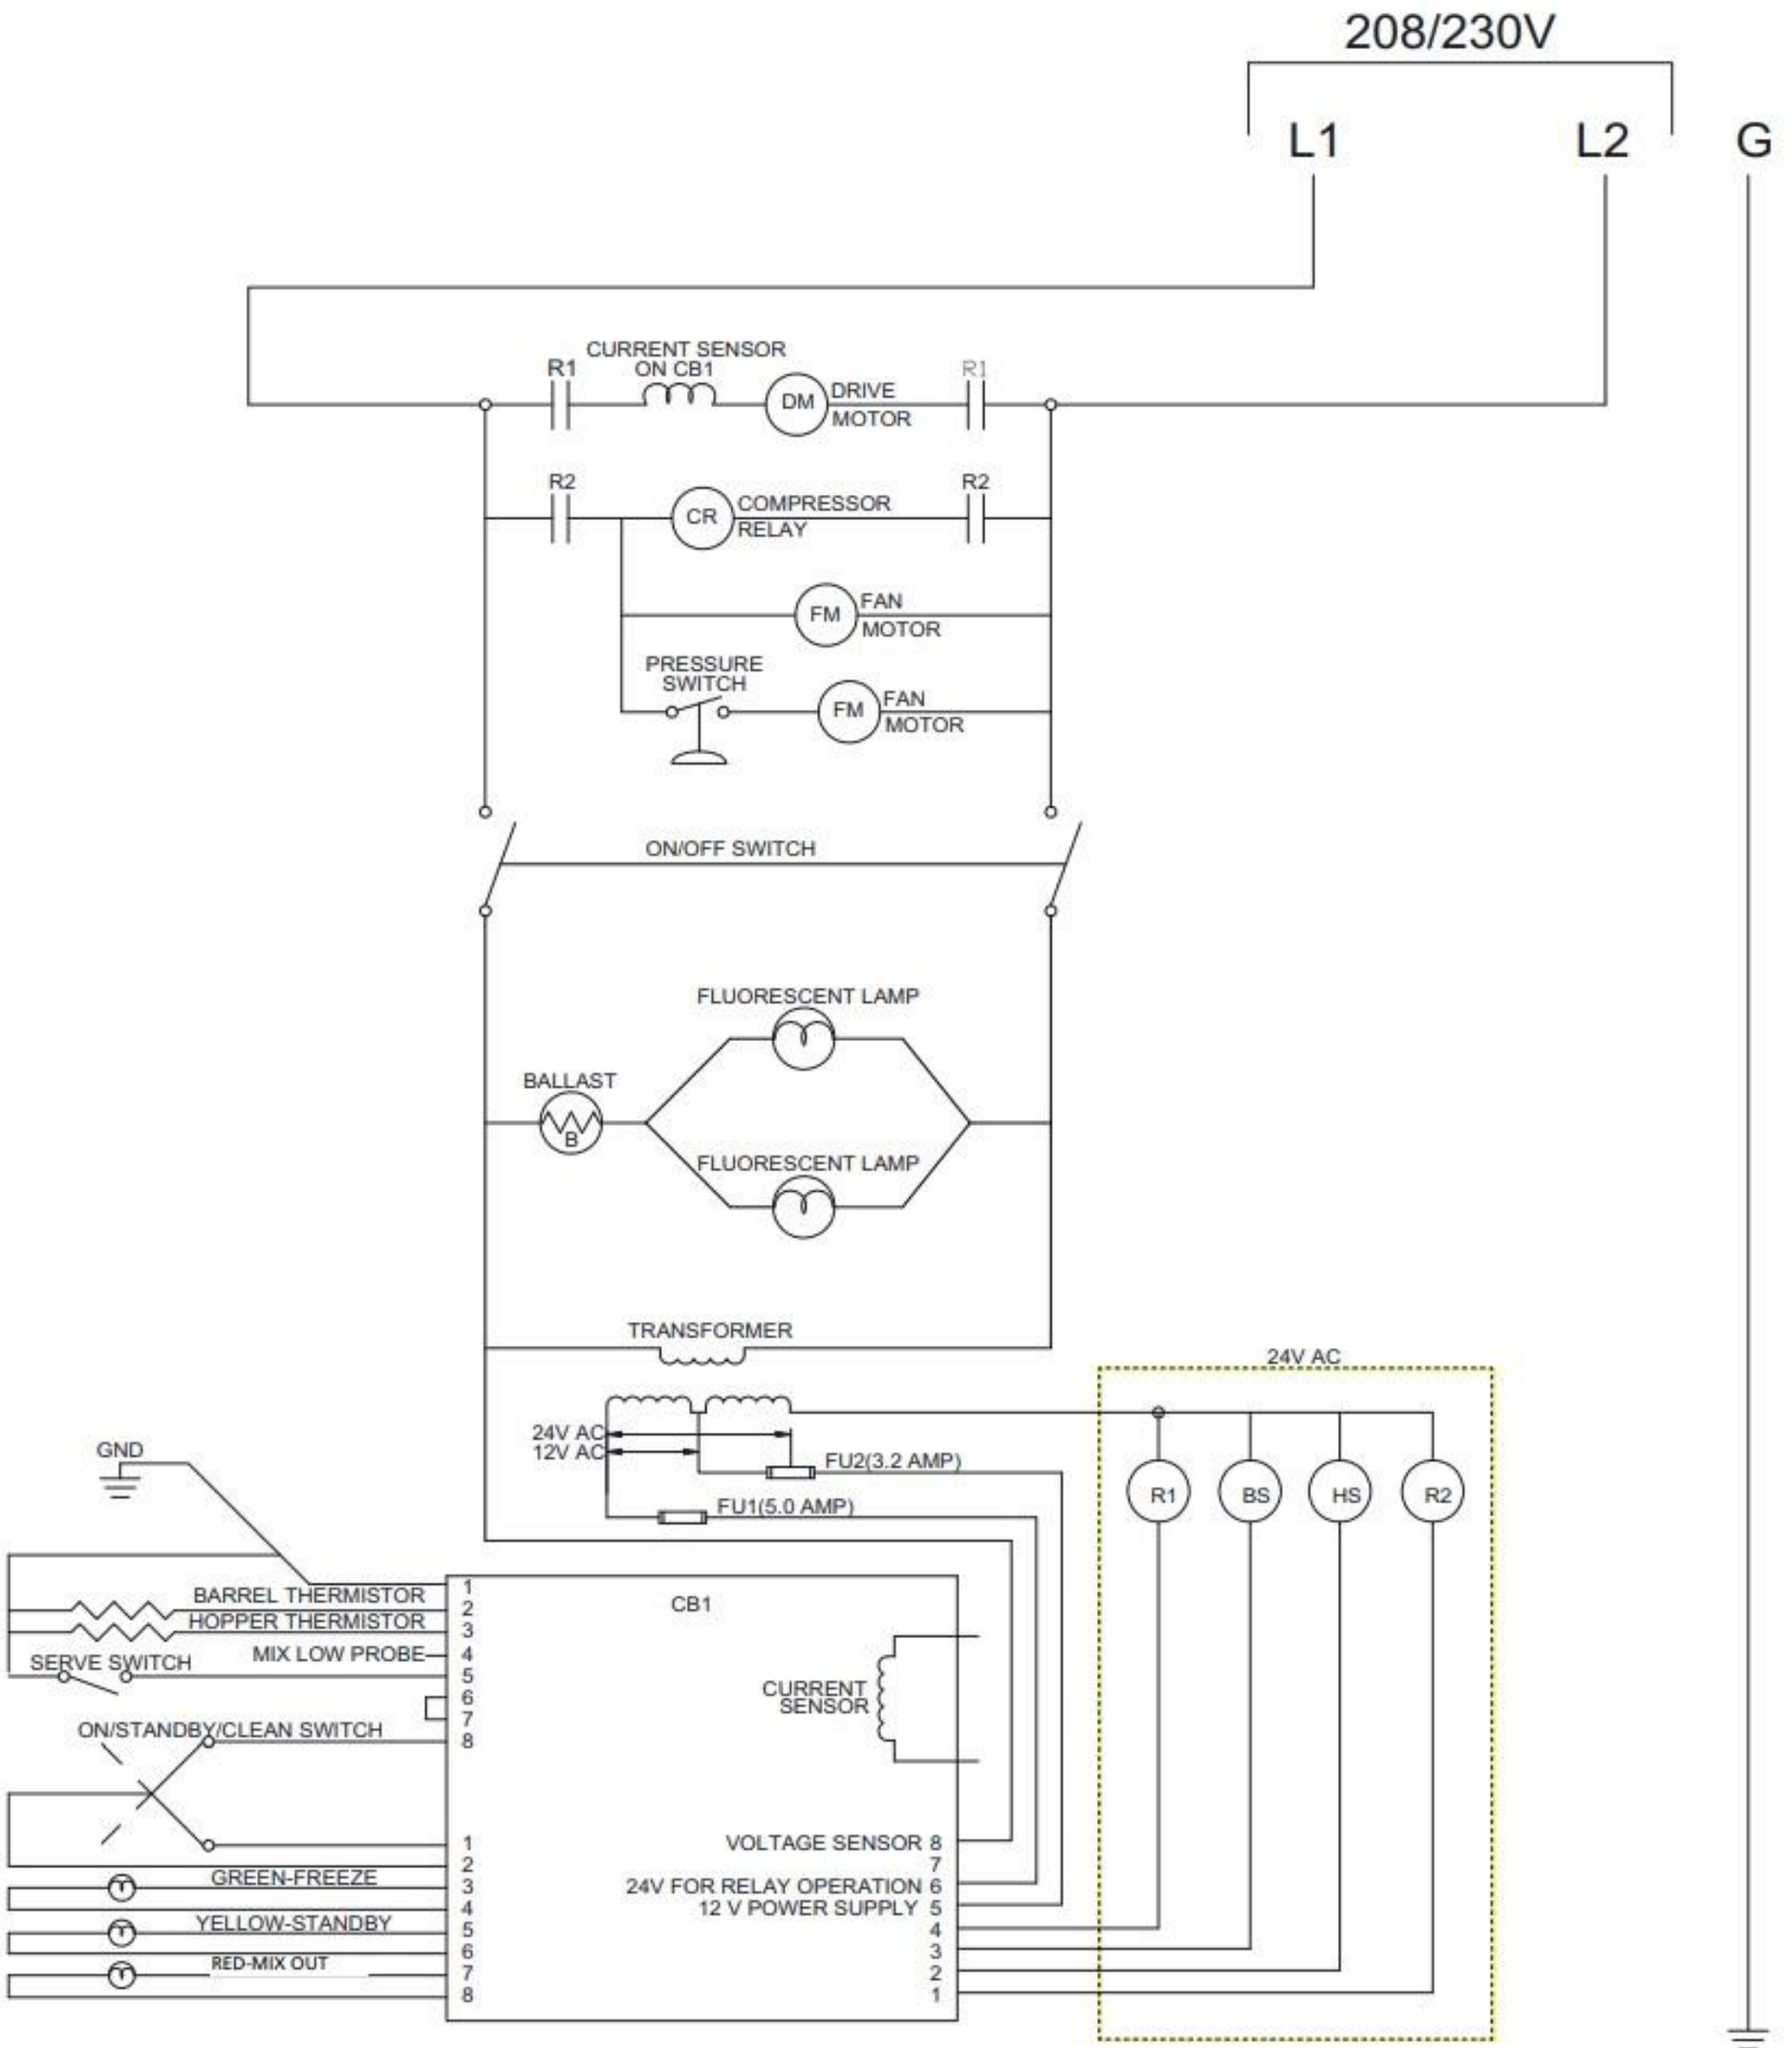 208/230V
L1 L2 G
CURRENT SENSOR
R1 ON CB1 R1
DM DRIVE
MOTOR
R2 R2
CR COMPRESSOR
RELAY
FM FAN
MOTOR
PRESSURE
SWITCH
FM FAN
MOTOR
ON/OFF SWITCH
FLUORESCENT LAMP
BALLAST
B
FLUORESCENT LAMP
TRANSFORMER
24V AC
24V AC
12V AC
GND
FU2(3.2 AMP)
FU1(5.0 AMP)
R1 BS HS R2
CB1
BARREL THERMISTOR
HOPPER THERMISTOR
MIX LOW PROBE
SERVE SWITCH
1
2
3
4
5
6
7
8
ON/STANDBY/CLEAN SWITCH
CURRENT
SENSOR
1
2
GREEN-FREEZE 3
4
YELLOW-STANDBY 5
6
RED-MIX OUT 7
8
VOLTAGE SENSOR 8
7
24V FOR RELAY OPERATION 6
12 V POWER SUPPLY 5
4
3
2
1